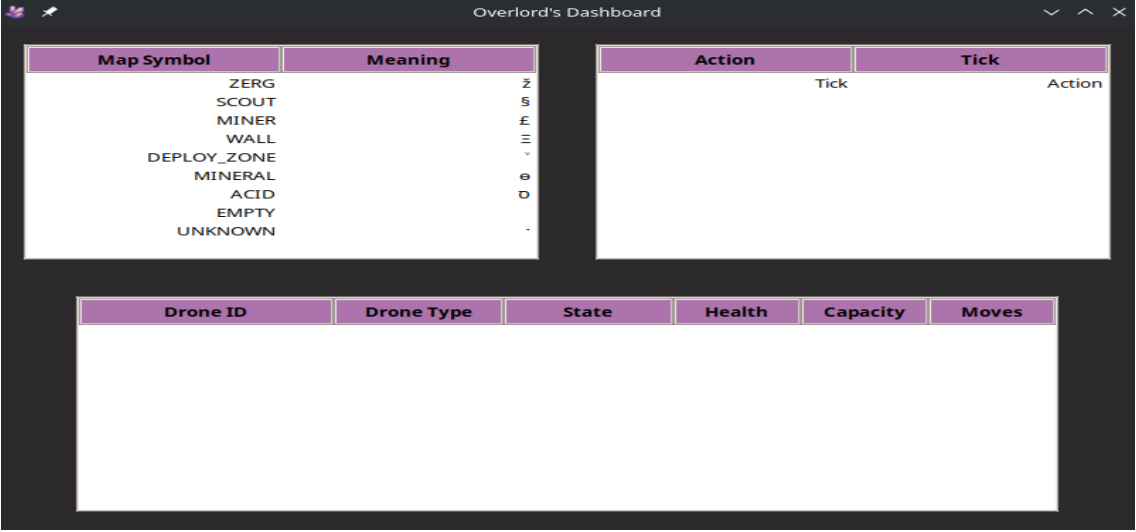 Overlord's Dashboard
Map Symbol Meaning
ZERG ž
SCOUT §
MINER £
WALL Ξ
DEPLOY_ZONE ˇ
MINERAL ɵ
ACID
EMPTY
UNKNOWN
Action Tick
Tick Action
Drone ID Drone Type State Health Capacity Moves